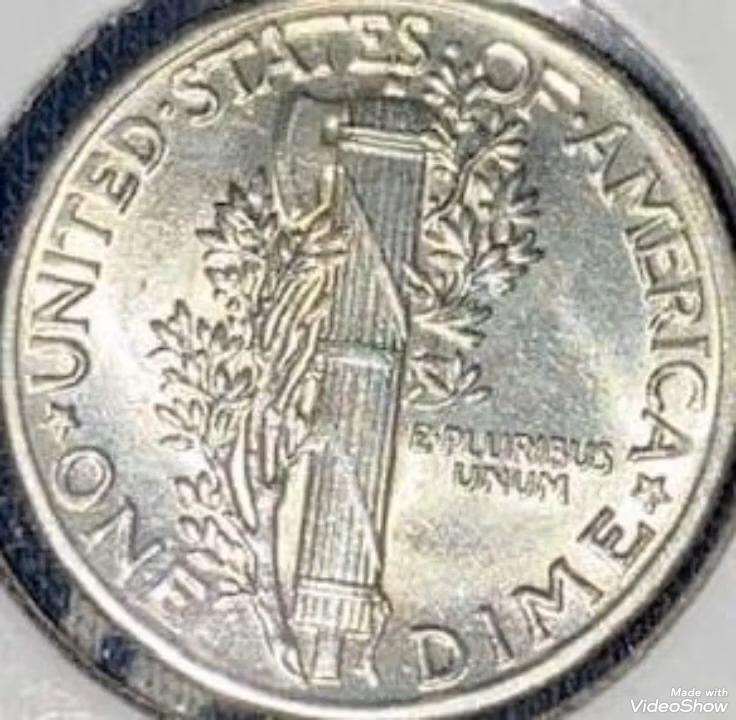 UNITED·STATES·OF·AMERICA
E·PLURIBUS
UNUM
ONE DIME
Made with
VideoShow